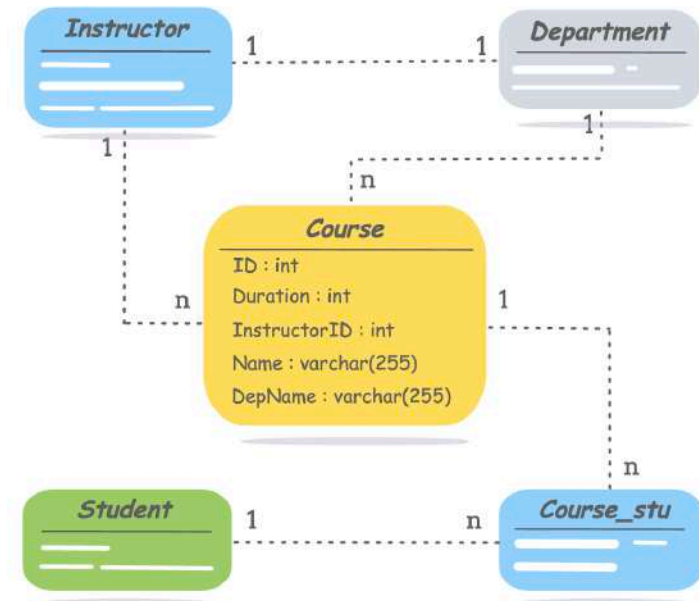 Instructor
1
1
Department
1
1
n
Course
ID : int
Duration : int
InstructorID : int
Name : varchar(255)
DepName : varchar(255)
n
1
n
Student
1
n
Course_stu